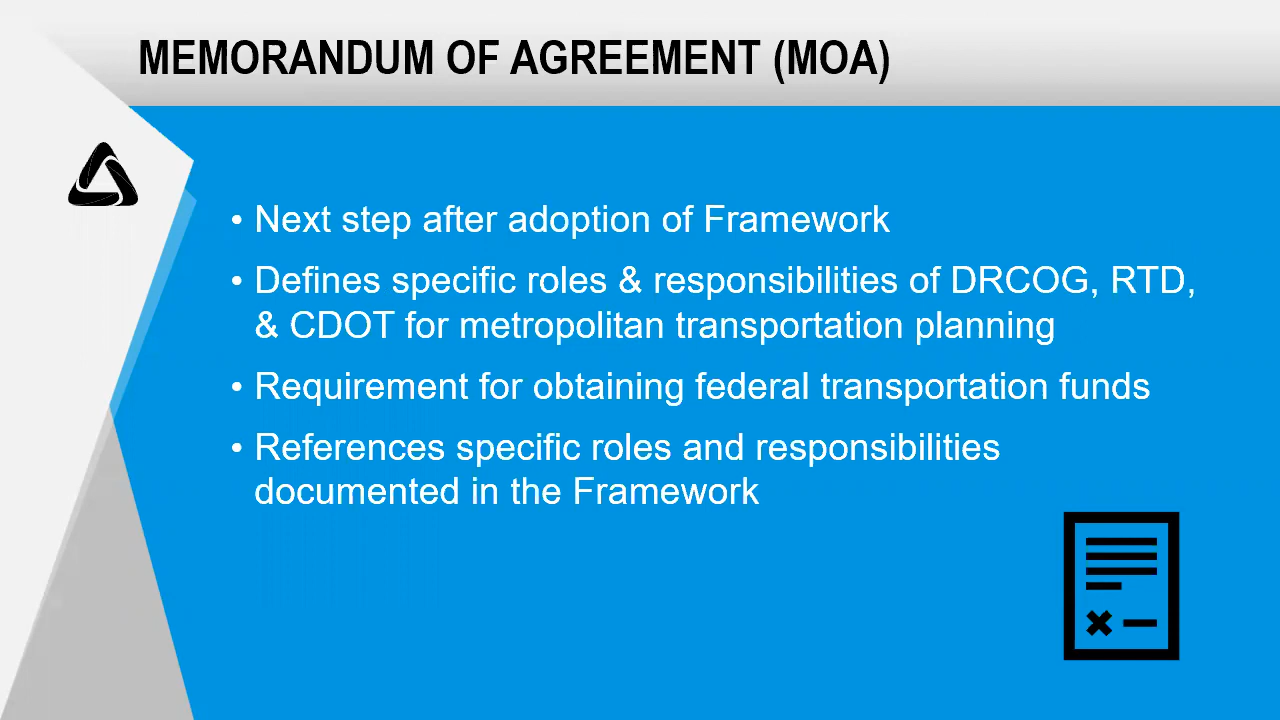 MEMORANDUM OF AGREEMENT (MOA)
• Next step after adoption of Framework
• Defines specific roles & responsibilities of DRCOG, RTD,
& CDOT for metropolitan transportation planning
• Requirement for obtaining federal transportation funds
• References specific roles and responsibilities
documented in the Framework